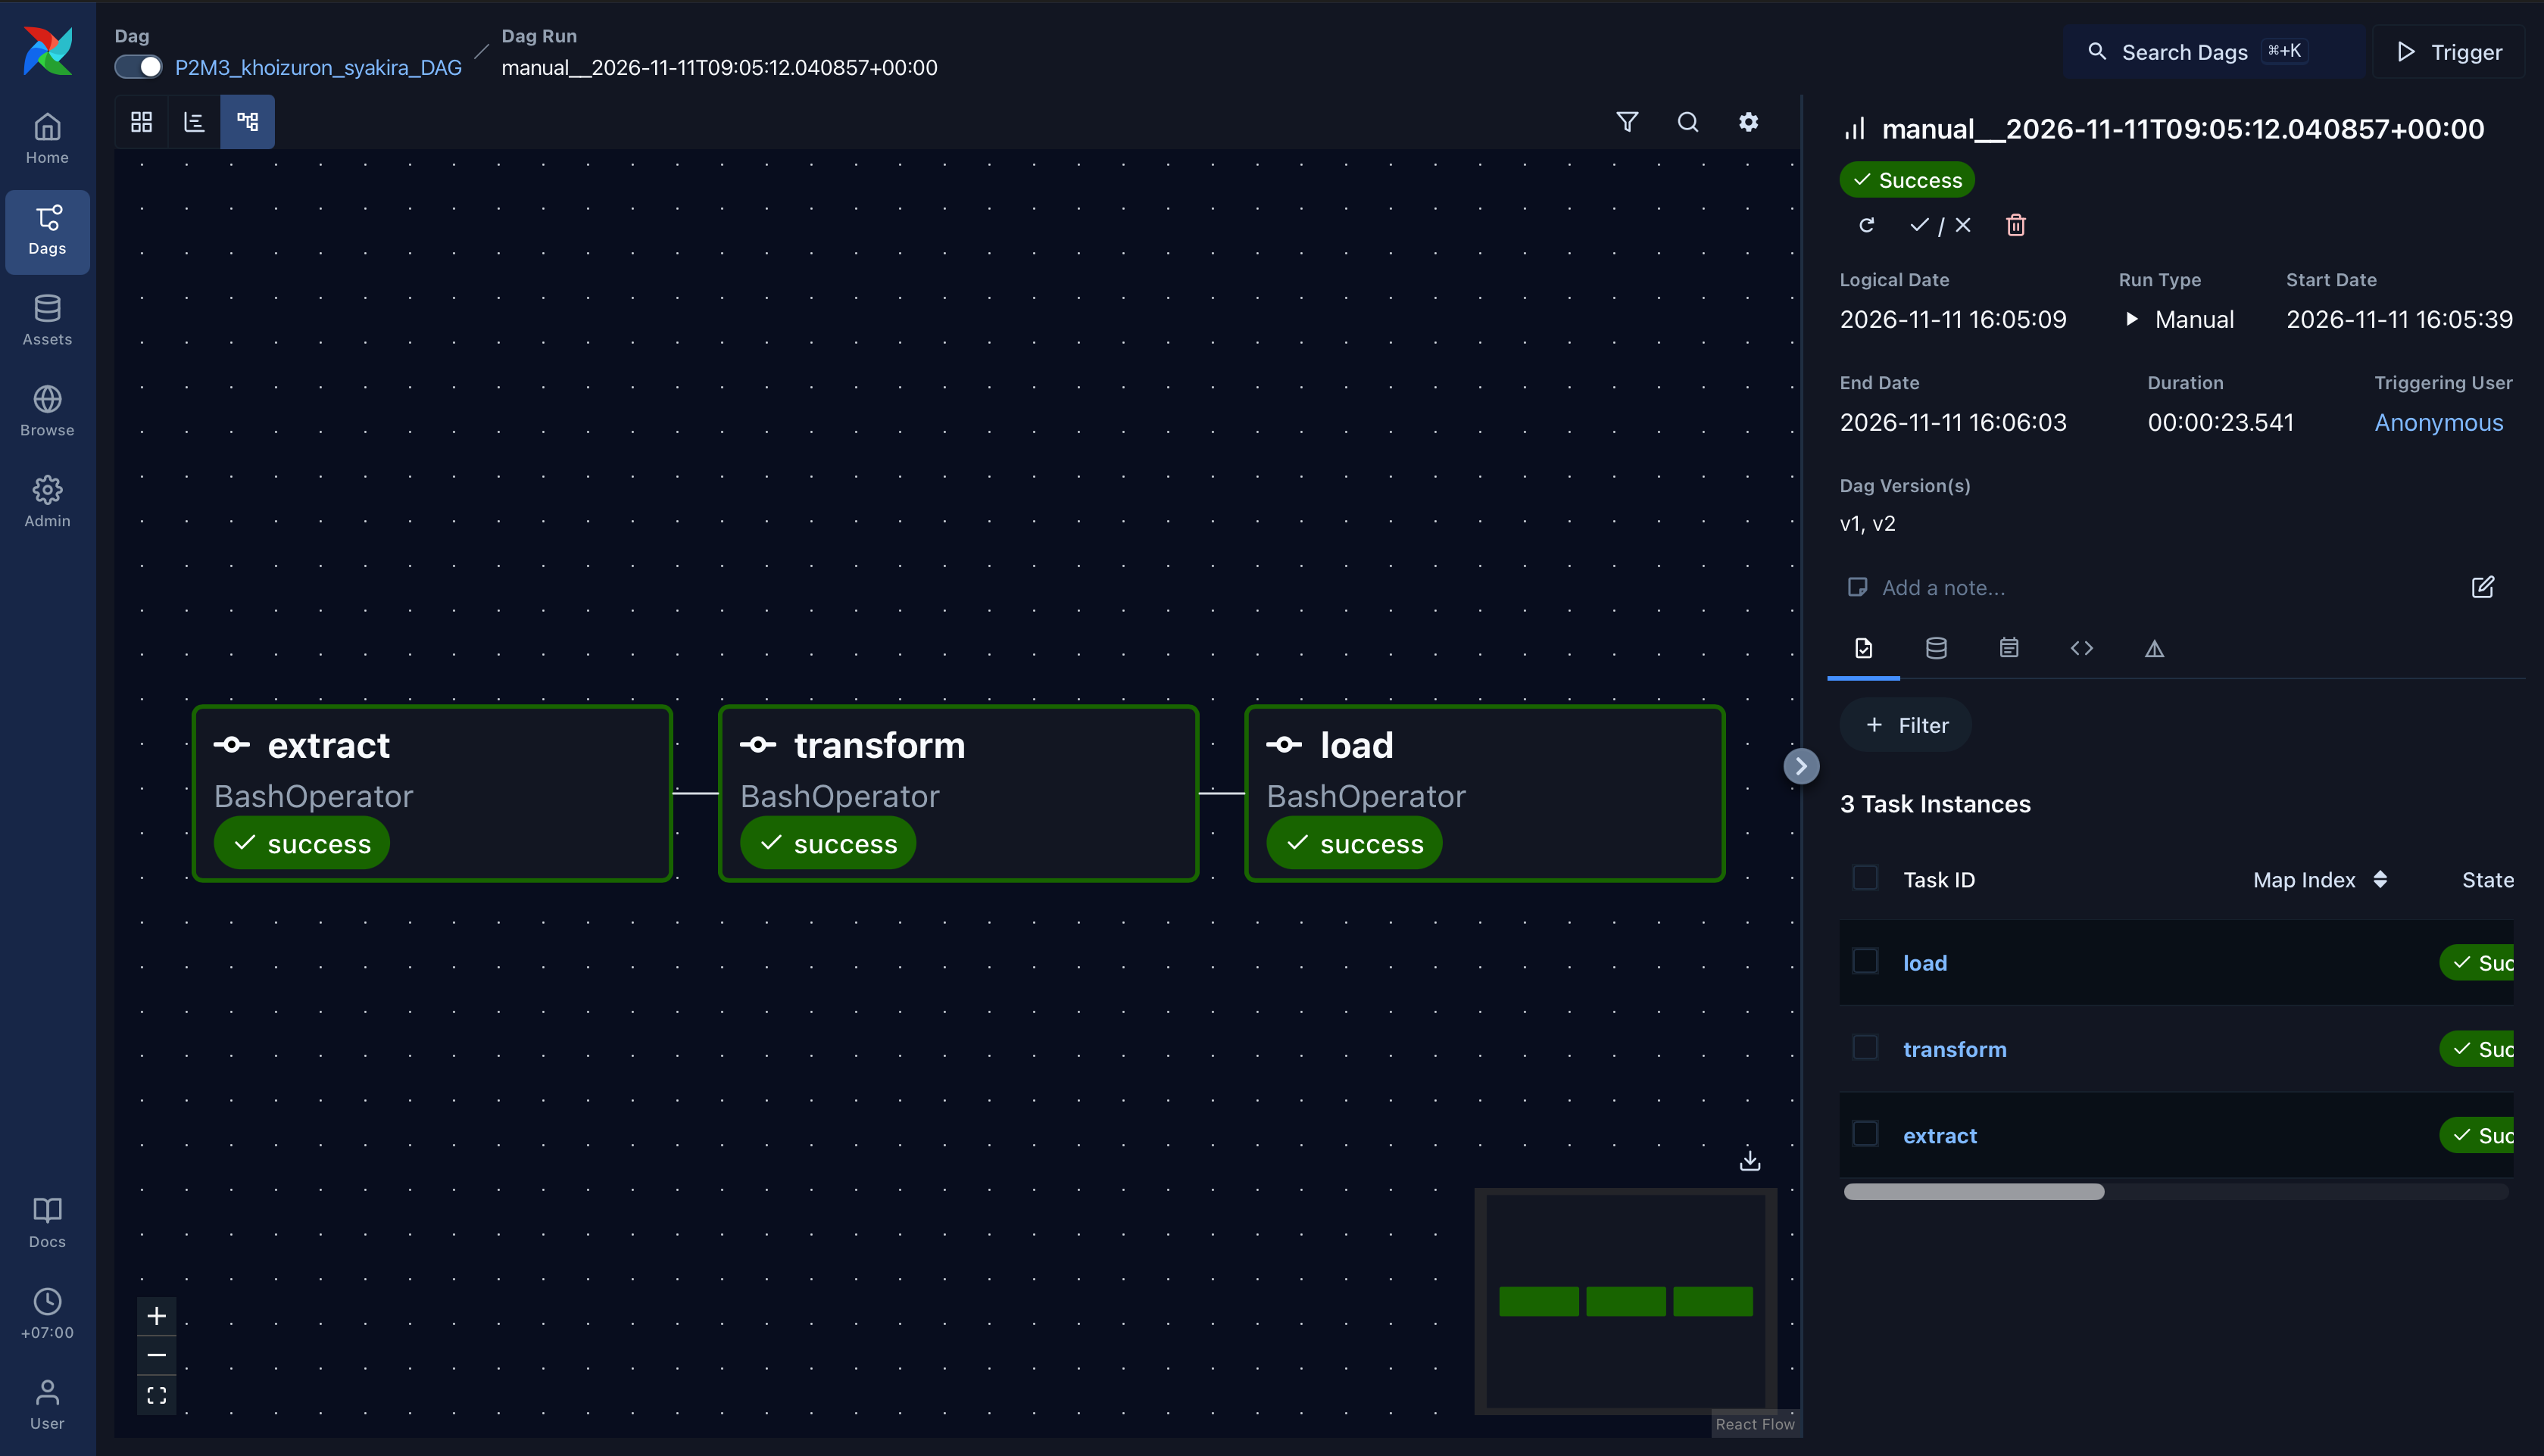 Dag
P2M3_khoizuron_syakira_DAG
Dag Run
manual__2026-11-11T09:05:12.040857+00:00
Search Dags ⌘+K
Trigger
Home
Dags
Assets
Browse
Admin
Docs
+07:00
User
extract
BashOperator
success
transform
BashOperator
success
load
BashOperator
success
React Flow
manual__2026-11-11T09:05:12.040857+00:00
Success
/
Logical Date Run Type Start Date
2026-11-11 16:05:09 Manual 2026-11-11 16:05:39
End Date Duration Triggering User
2026-11-11 16:06:03 00:00:23.541 Anonymous
Dag Version(s)
v1, v2
Add a note...
+ Filter
3 Task Instances
Task ID Map Index State
load Suc
transform Suc
extract Suc